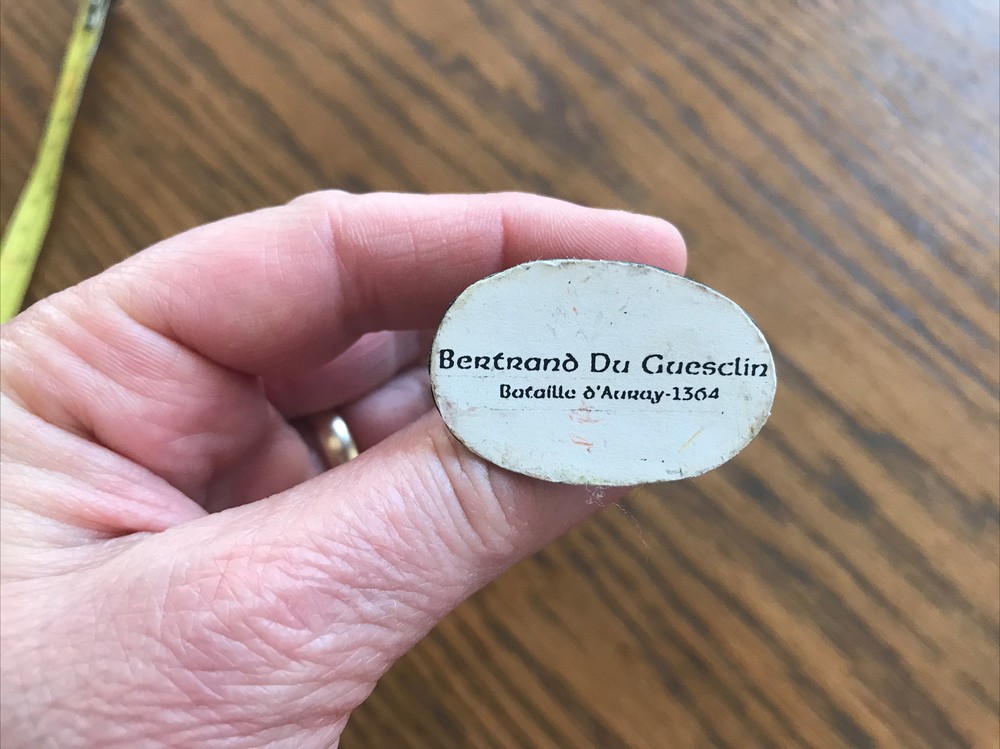 Bertrand Du Guesclin
Bataille d'Auray-1364